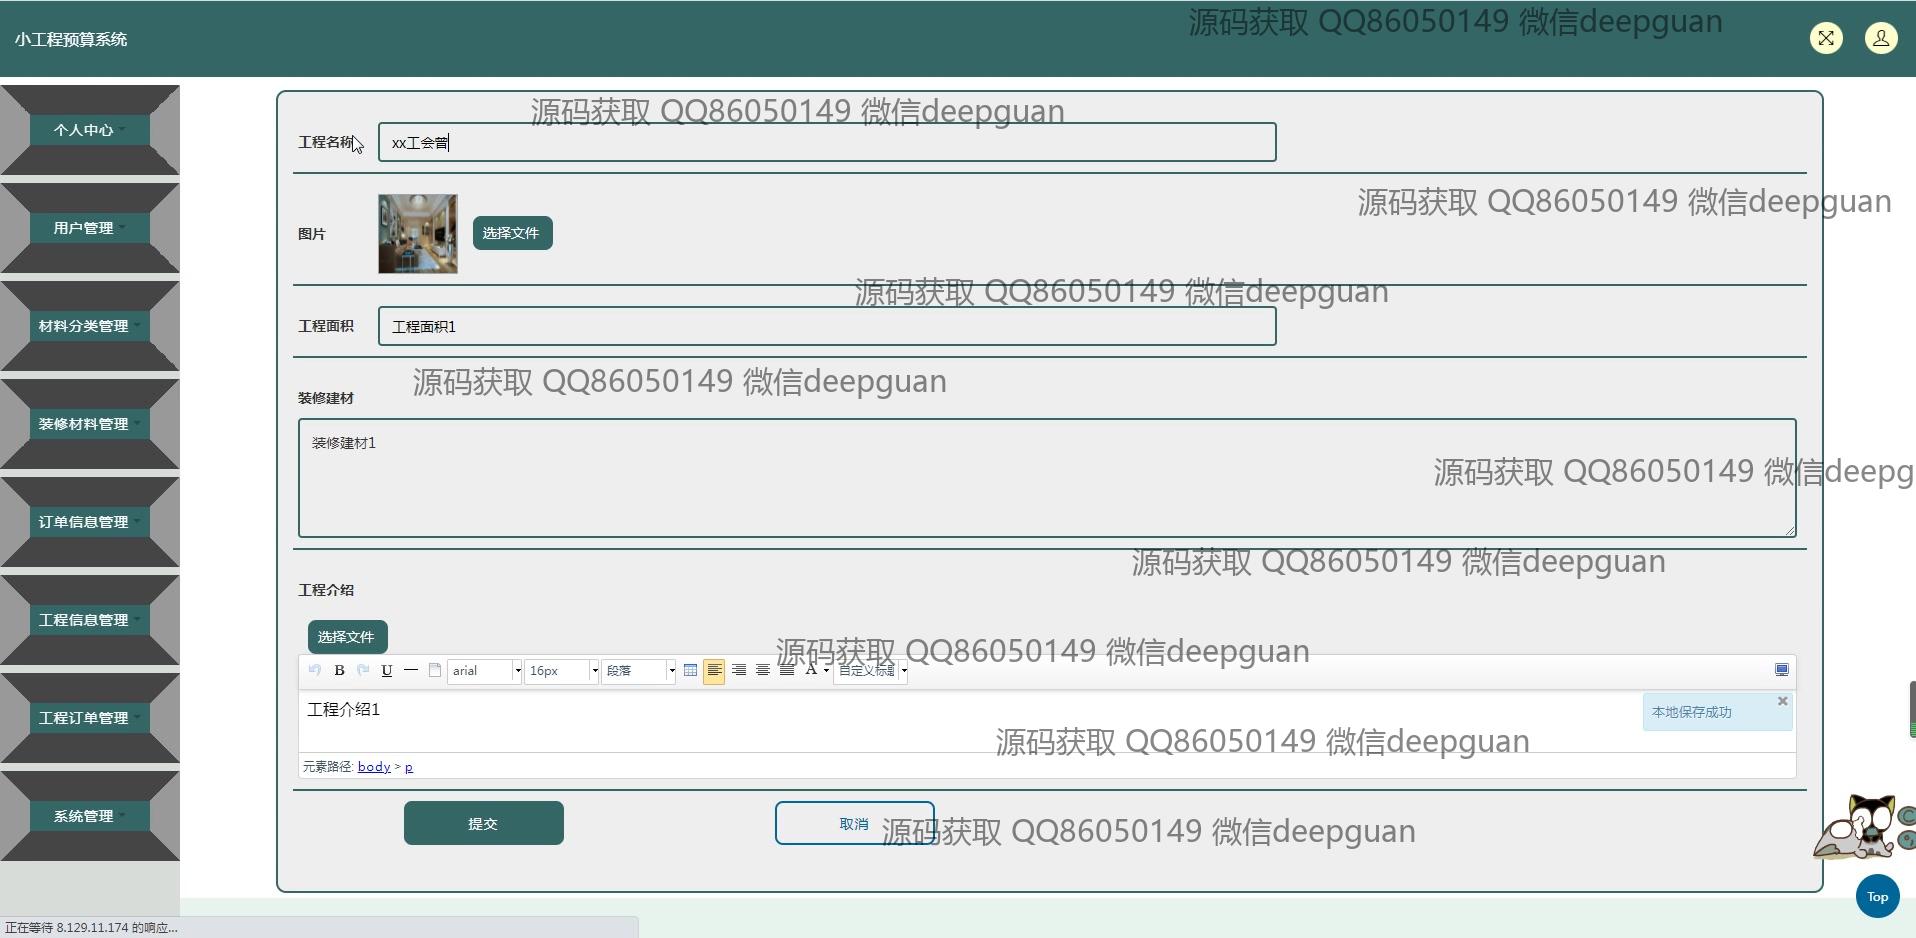 源码获取 QQ86050149 微信deepguan
小工程预算系统
个人中心
用户管理
材料分类管理
装修材料管理
订单信息管理
工程信息管理
工程订单管理
系统管理
源码获取 QQ86050149 微信deepguan
工程名称
xx工会曾
源码获取 QQ86050149 微信deepguan
图片
选择文件
源码获取 QQ86050149 微信deepguan
工程面积
工程面积1
源码获取 QQ86050149 微信deepguan
装修建材
装修建材1
源码获取 QQ86050149 微信deepg
源码获取 QQ86050149 微信deepguan
工程介绍
选择文件
源码获取 QQ86050149 微信deepguan
B U arial 16px 段落 A 自定义标题
工程介绍1
本地保存成功
源码获取 QQ86050149 微信deepguan
元素路径: body > p
提交
取消
源码获取 QQ86050149 微信deepguan
Top
正在等待 8.129.11.174 的响应...